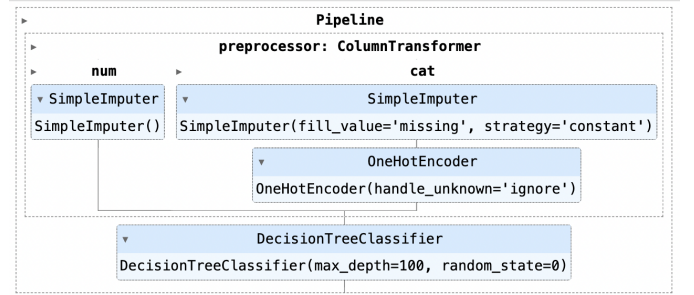 Pipeline
preprocessor: ColumnTransformer
num cat
SimpleImputer SimpleImputer
SimpleImputer() SimpleImputer(fill_value='missing', strategy='constant')
OneHotEncoder
OneHotEncoder(handle_unknown='ignore')
DecisionTreeClassifier
DecisionTreeClassifier(max_depth=100, random_state=0)